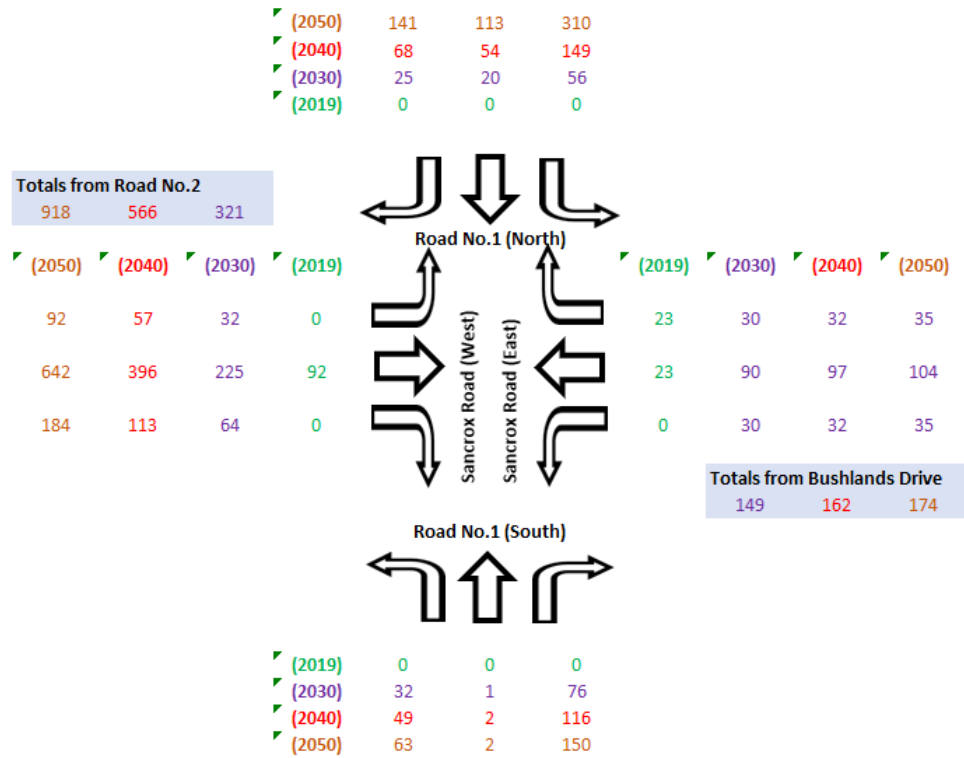 (2050) 141 113 310
(2040) 68 54 149
(2030) 25 20 56
(2019) 0 0 0
Totals from Road No.2
918 566 321
Road No.1 (North)
(2050) (2040) (2030) (2019)
92 57 32 0
642 396 225 92
184 113 64 0
Sancrox Road (West)
Sancrox Road (East)
(2019) (2030) (2040) (2050)
23 30 32 35
23 90 97 104
0 30 32 35
Totals from Bushlands Drive
149 162 174
Road No.1 (South)
(2019) 0 0 0
(2030) 32 1 76
(2040) 49 2 116
(2050) 63 2 150